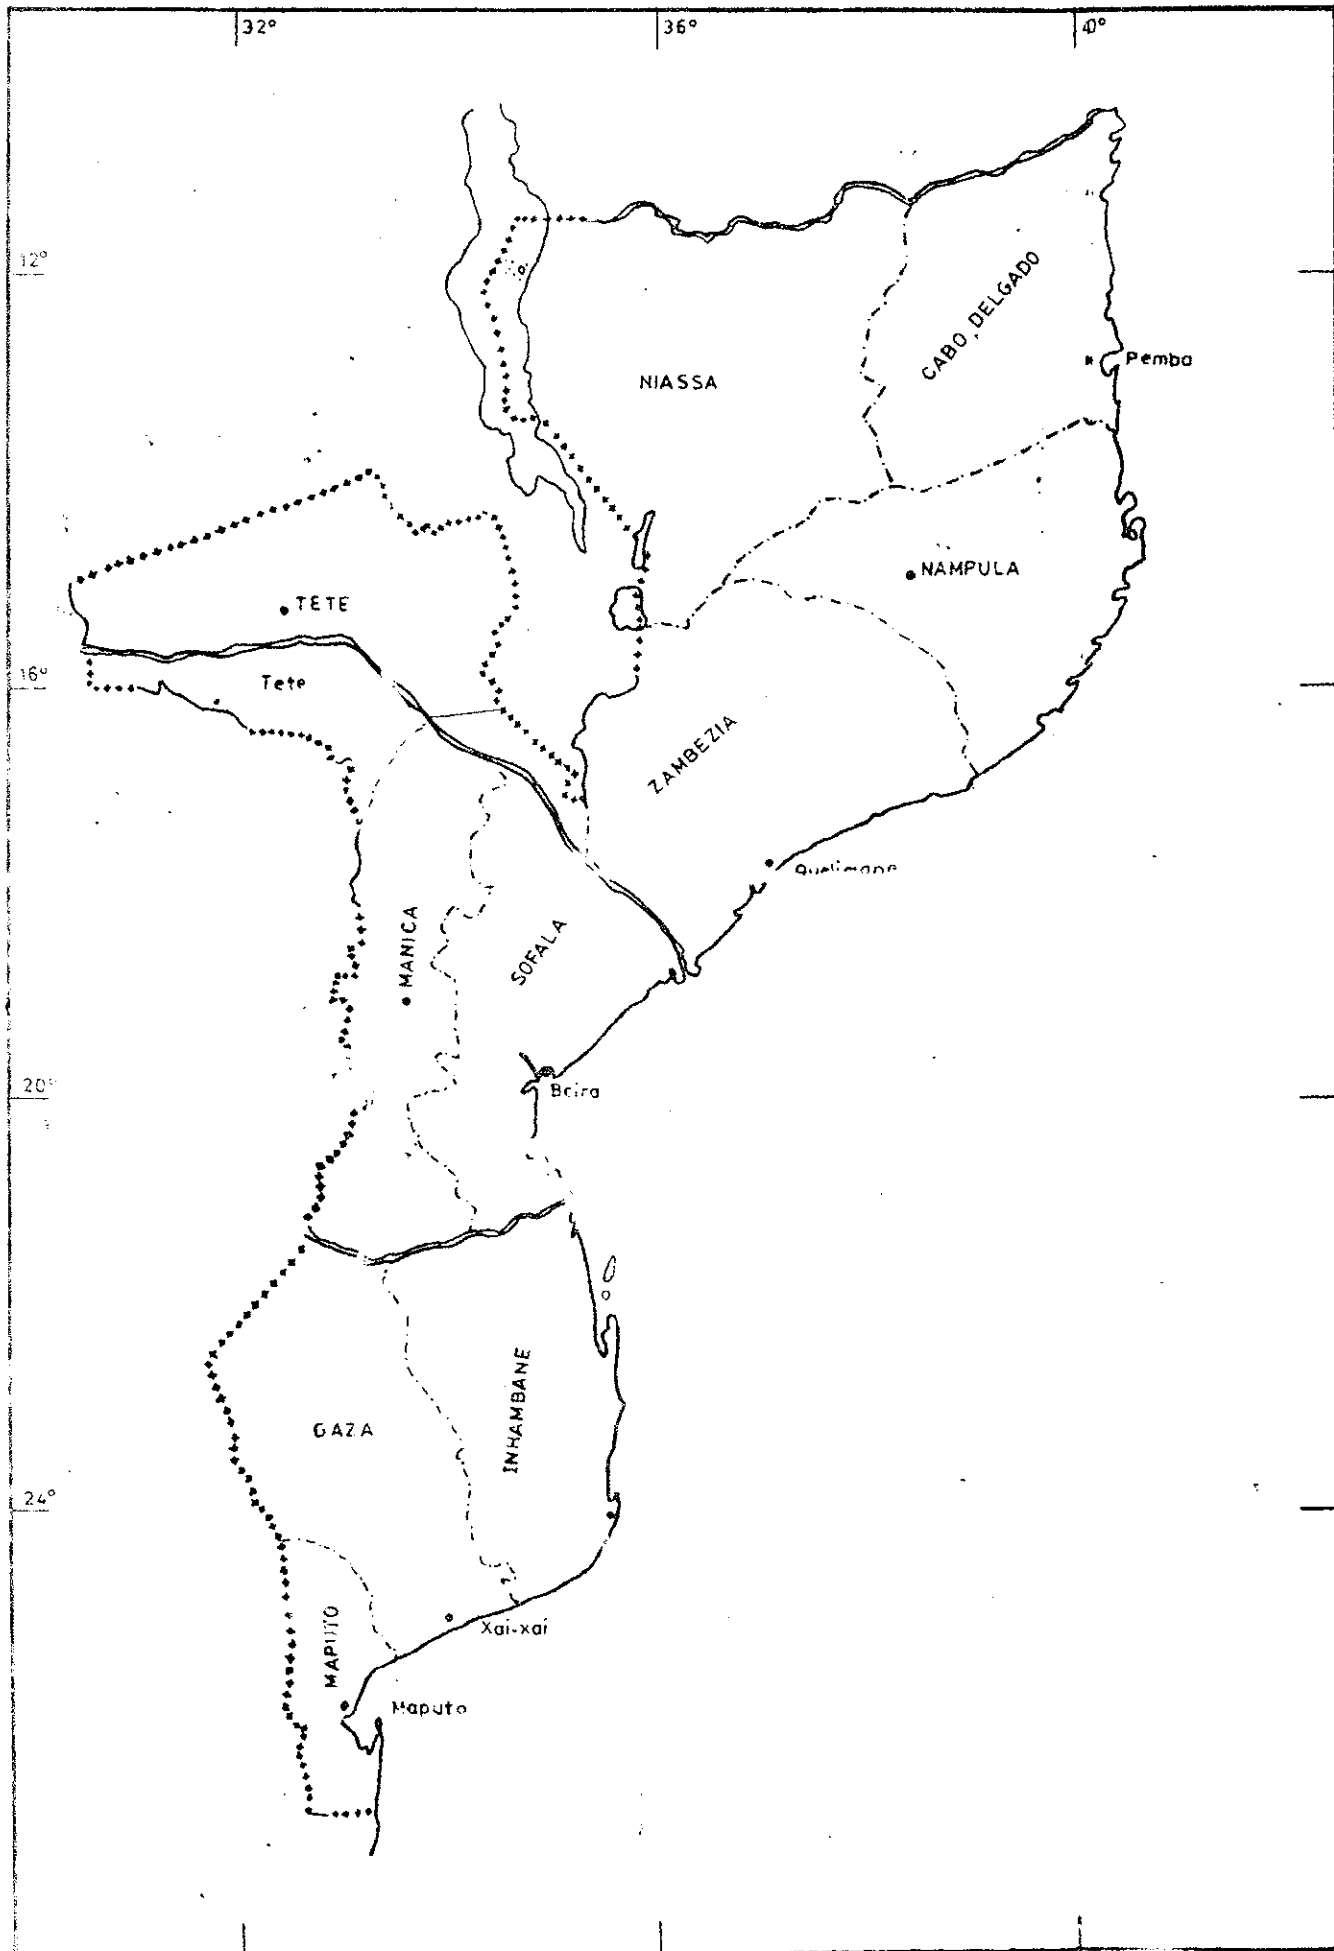 32°
36°
40°
12°
CABO DELGADO
Pemba
NIASSA
NAMPULA
TETE
Tete
16°
ZAMBEZIA
Quelimane
MANICA
SOFALA
20°
Beira
INHAMBANE
GAZA
24°
MAPUTO
Xai-xai
Maputo